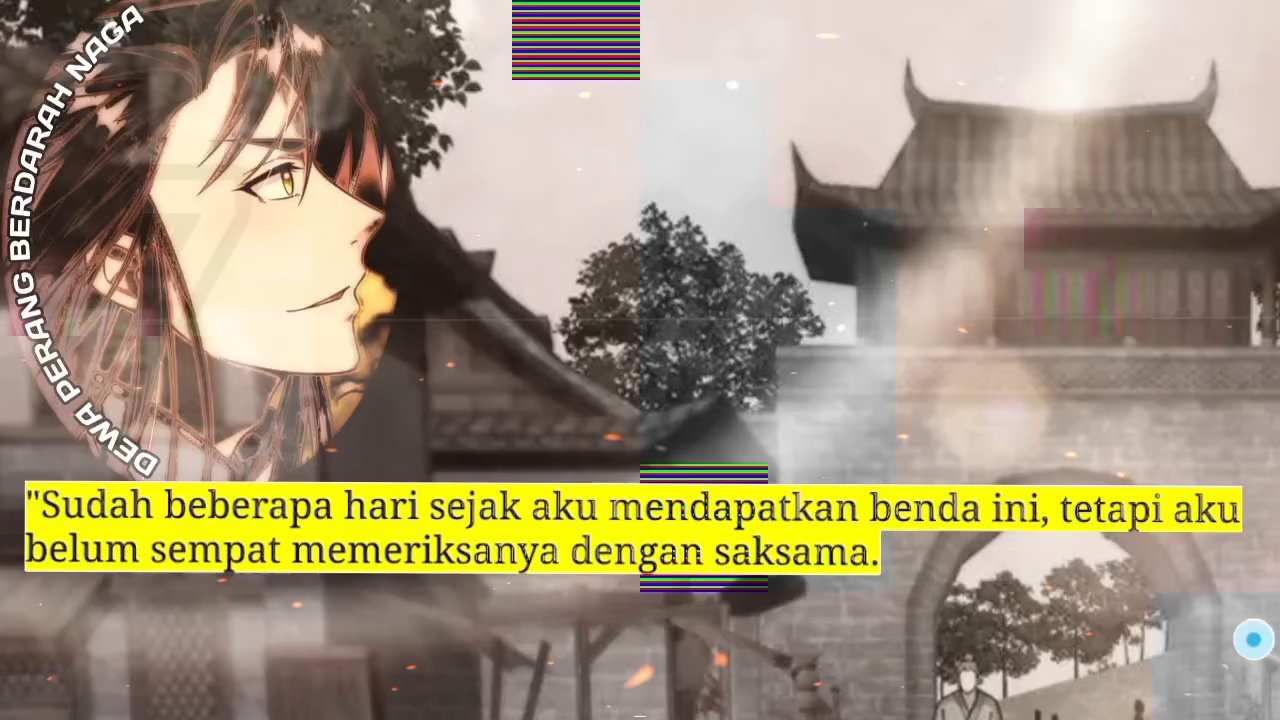 DEWA PERANG BERDARAH NAGA
"Sudah beberapa hari sejak aku mendapatkan benda ini, tetapi aku
belum sempat memeriksanya dengan saksama.